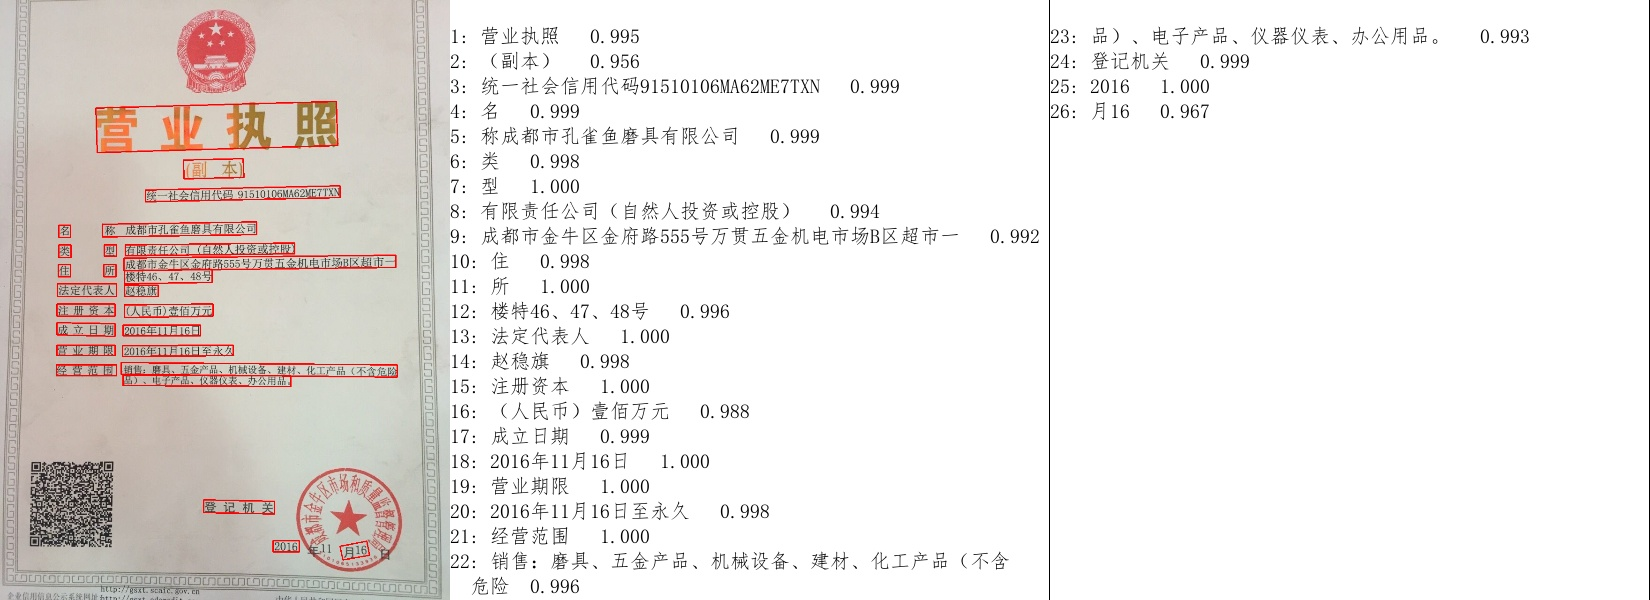 营业执照
(副 本)
统一社会信用代码 91510106MA62ME7TXN
名 称 成都市孔雀鱼磨具有限公司
类 型 有限责任公司(自然人投资或控股)
住 所 成都市金牛区金府路555号万贯五金机电市场B区超市一
楼特46、47、48号
法定代表人 赵稳旗
注册资本 (人民币)壹佰万元
成立日期 2016年11月16日
营业期限 2016年11月16日至永久
经营范围 销售:磨具、五金产品、机械设备、建材、化工产品(不含危险
品)、电子产品、仪器仪表、办公用品。
登记机关
2016 年11 月16 日
http://gsxt.scaic.gov.cn
1: 营业执照 0.995
2: (副本) 0.956
3: 统一社会信用代码91510106MA62ME7TXN 0.999
4: 名 0.999
5: 称成都市孔雀鱼磨具有限公司 0.999
6: 类 0.998
7: 型 1.000
8: 有限责任公司(自然人投资或控股) 0.994
9: 成都市金牛区金府路555号万贯五金机电市场B区超市一 0.992
10: 住 0.998
11: 所 1.000
12: 楼特46、47、48号 0.996
13: 法定代表人 1.000
14: 赵稳旗 0.998
15: 注册资本 1.000
16: (人民币)壹佰万元 0.988
17: 成立日期 0.999
18: 2016年11月16日 1.000
19: 营业期限 1.000
20: 2016年11月16日至永久 0.998
21: 经营范围 1.000
22: 销售:磨具、五金产品、机械设备、建材、化工产品(不含
危险 0.996
23: 品)、电子产品、仪器仪表、办公用品。 0.993
24: 登记机关 0.999
25: 2016 1.000
26: 月16 0.967